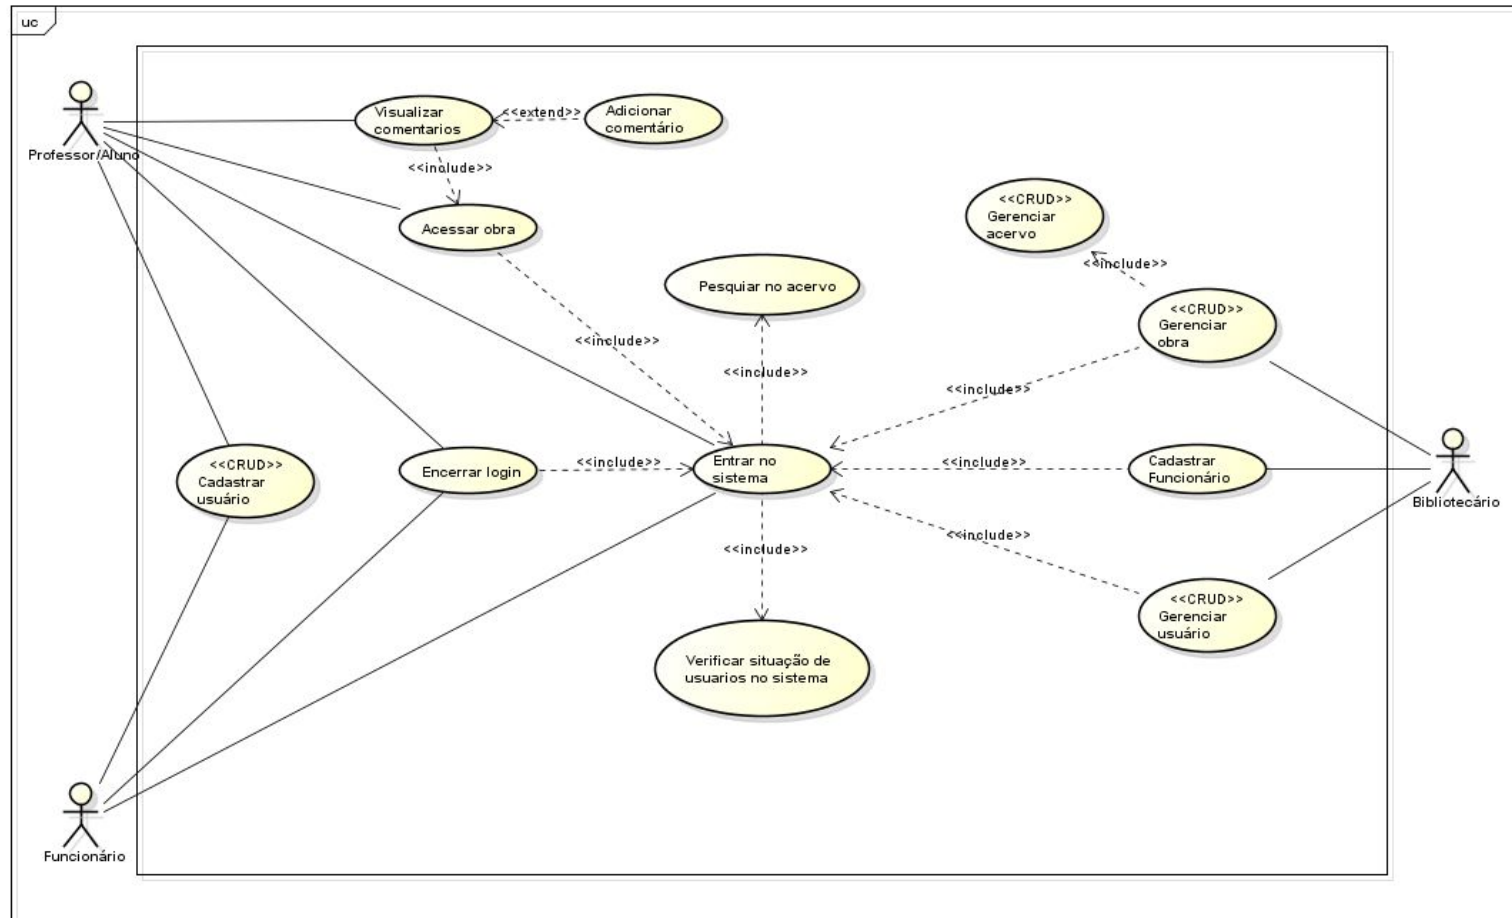 uc
Visualizar
comentarios
<<extend>>
Adicionar
comentário
Professor/Aluno
<<include>>
Acessar obra
<<CRUD>>
Gerenciar
acervo
<<include>>
Pesquiar no acervo
<<CRUD>>
Gerenciar
obra
<<include>>
<<include>>
<<include>>
<<CRUD>>
Cadastrar
usuário
Encerrar login
<<include>>
Entrar no
sistema
<<include>>
Cadastrar
Funcionário
Bibliotecário
<<include>>
<<include>>
<<CRUD>>
Gerenciar
usuário
Verificar situação de
usuarios no sistema
Funcionário